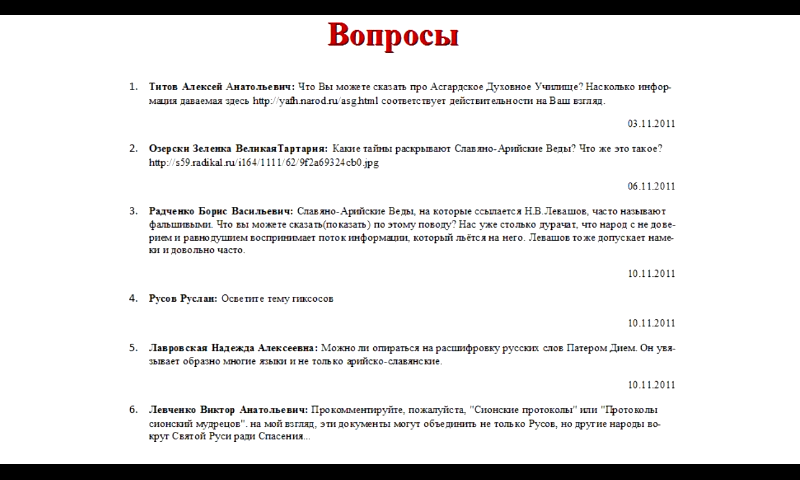 Вопросы
1. Титов Алексей Анатольевич: Что Вы можете сказать про Асгардское Духовное Училище? Насколько инфор-
мация даваемая здесь http://yafh.narod.ru/asg.html соответствует действительности на Ваш взгляд.
03.11.2011
2. Озерски Зеленка ВеликаяТартария: Какие тайны раскрывают Славяно-Арийские Веды? Что же это такое?
http://s59.radikal.ru/i164/1111/62/9f2a69324cb0.jpg
06.11.2011
3. Радченко Борис Васильевич: Славяно-Арийские Веды, на которые ссылается Н.В.Левашов, часто называют
фальшивыми. Что вы можете сказать(показать) по этому поводу? Нас уже столько дурачат, что народ с не дове-
рием и равнодушием воспринимает поток информации, который льётся на него. Левашов тоже допускает наме-
ки и довольно часто.
10.11.2011
4. Русов Руслан: Осветите тему гиксосов
10.11.2011
5. Лавровская Надежда Алексеевна: Можно ли опираться на расшифровку русских слов Патером Дием. Он увя-
зывает образно многие языки и не только арийско-славянские.
10.11.2011
6. Левченко Виктор Анатольевич: Прокомментируйте, пожалуйста, "Сионские протоколы" или "Протоколы
сионский мудрецов". на мой взгляд, эти документы могут объединить не только Русов, но другие народы во-
круг Святой Руси ради Спасения...